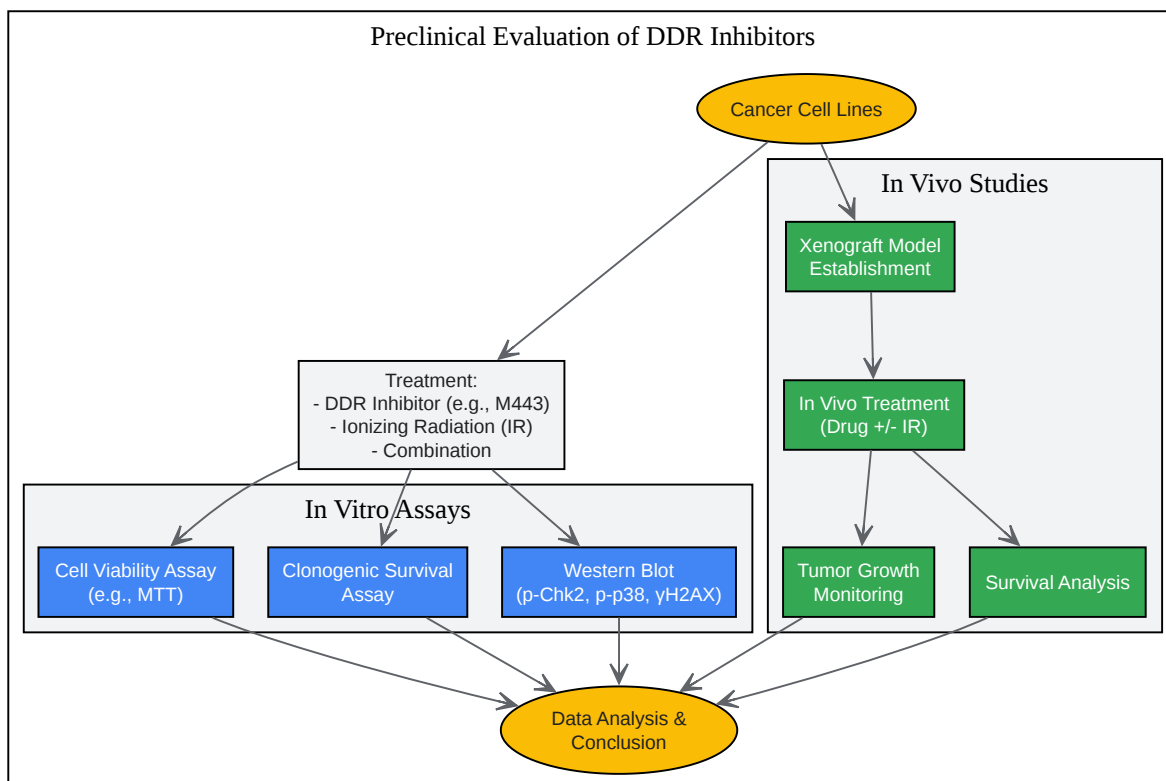 Preclinical Evaluation of DDR Inhibitors
Cancer Cell Lines
In Vivo Studies
Xenograft Model
Establishment
Treatment:
- DDR Inhibitor (e.g., M443)
- Ionizing Radiation (IR)
- Combination
In Vivo Treatment
(Drug +/- IR)
In Vitro Assays
Cell Viability Assay
(e.g., MTT)
Clonogenic Survival
Assay
Western Blot
(p-Chk2, p-p38, γH2AX)
Tumor Growth
Monitoring
Survival Analysis
Data Analysis &
Conclusion